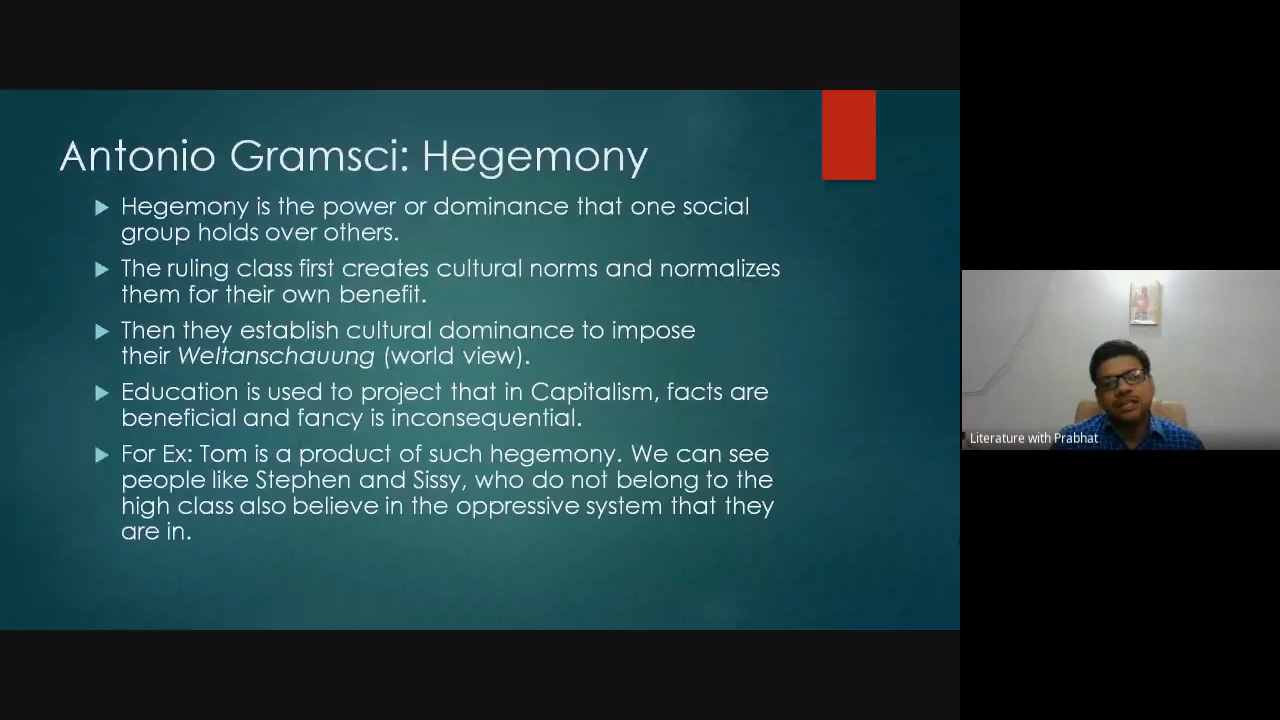 Antonio Gramsci: Hegemony
Hegemony is the power or dominance that one social
group holds over others.
The ruling class first creates cultural norms and normalizes
them for their own benefit.
Then they establish cultural dominance to impose
their Weltanschauung (world view).
Education is used to project that in Capitalism, facts are
beneficial and fancy is inconsequential.
For Ex: Tom is a product of such hegemony. We can see
people like Stephen and Sissy, who do not belong to the
high class also believe in the oppressive system that they
are in.
Literature with Prabhat